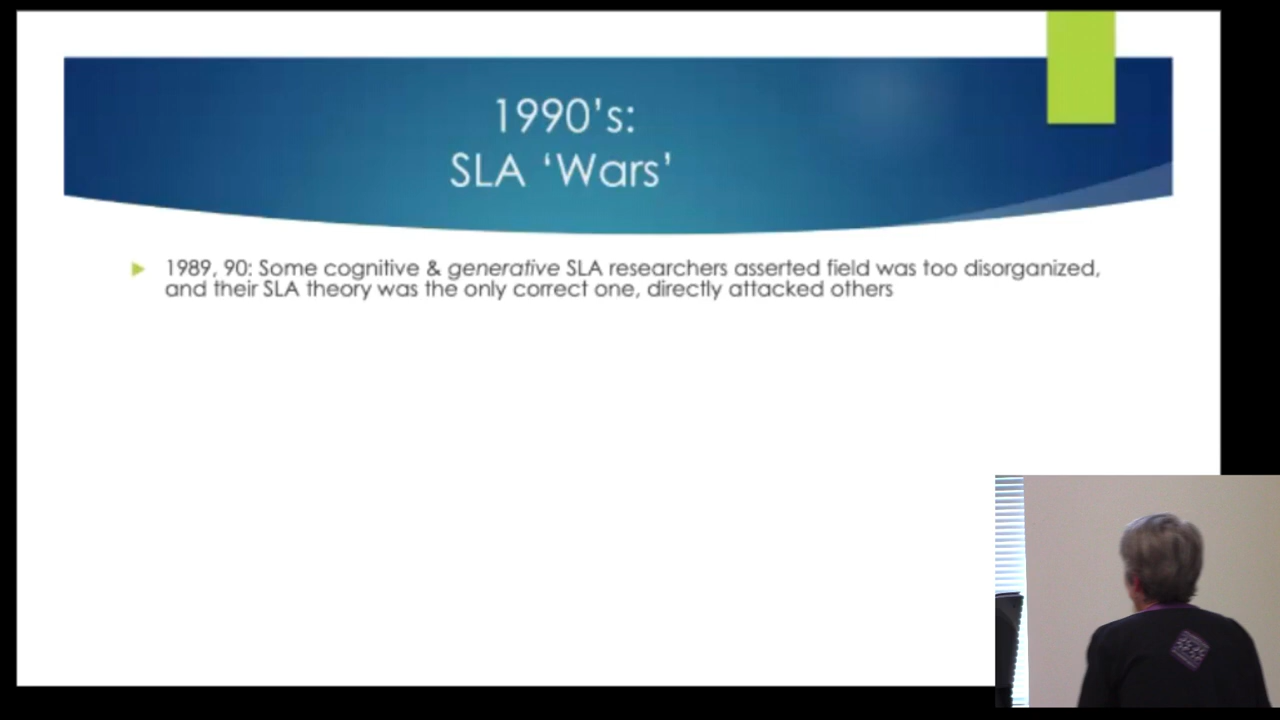 1990's:
SLA ‘Wars’
1989, 90: Some cognitive & generative SLA researchers asserted field was too disorganized,
and their SLA theory was the only correct one, directly attacked others